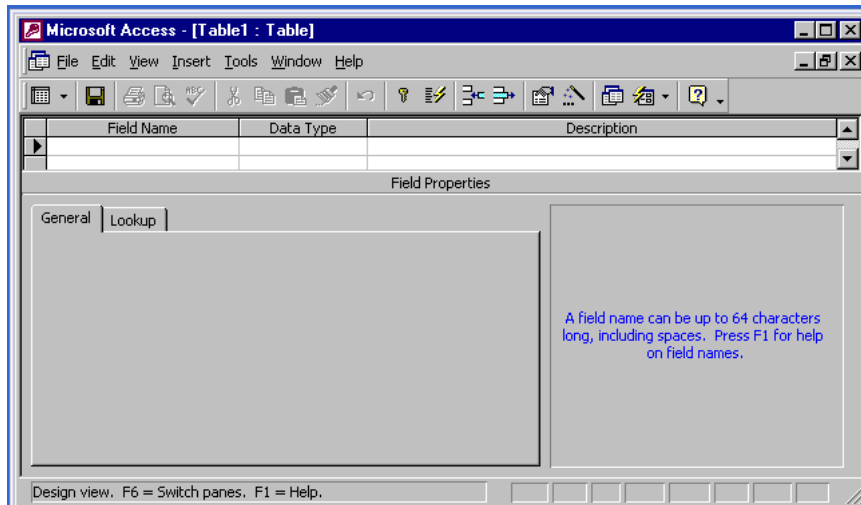 Microsoft Access - [Table1 : Table]
File Edit View Insert Tools Window Help
ABC
Field Name Data Type Description
Field Properties
General Lookup
A field name can be up to 64 characters
long, including spaces. Press F1 for help
on field names.
Design view. F6 = Switch panes. F1 = Help.